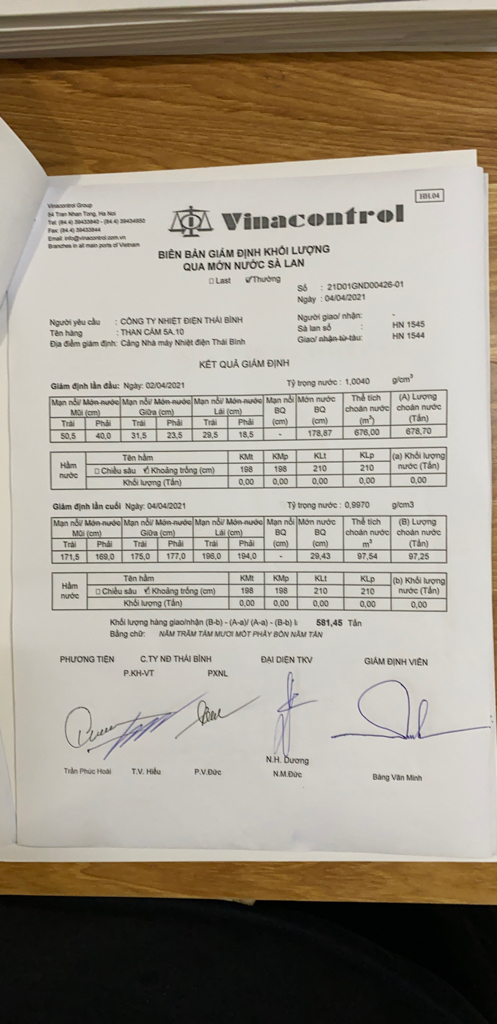 Vinacontrol Group
54 Tran Nhan Tong, Ha Noi
Tel: (84.4) 39433840 - (84.4) 39434950
Fax: (84.4) 39433844
Email: info@vinacontrol.com.vn
Branches in all main ports of Vietnam
HH.04
Vinacontrol
BIÊN BẢN GIÁM ĐỊNH KHỐI LƯỢNG
QUA MỚN NƯỚC SÀ LAN
Last Thường
Số : 21D01GND00426-01
Ngày : 04/04/2021
Người yêu cầu : CÔNG TY NHIỆT ĐIỆN THÁI BÌNH Người giao/ nhận: -
Tên hàng : THAN CÁM 5A.10 Sà lan số : HN 1545
Địa điểm giám định: Cảng Nhà máy Nhiệt điện Thái Bình Giao/ nhận từ tàu: HN 1544
KẾT QUẢ GIÁM ĐỊNH
Giám định lần đầu: Ngày: 02/04/2021 Tỷ trọng nước : 1,0040 g/cm³
Mạn nổi/ Mớn nước Mũi (cm) Mạn nổi/ Mớn nước Giữa (cm) Mạn nổi/ Mớn nước Lái (cm) Mạn nổi BQ (cm) Mớn nước BQ (cm) Thể tích choán nước (m³) (A) Lượng choán nước (Tấn)
Trái Phải Trái Phải Trái Phải
50,5 40,0 31,5 23,5 29,5 18,5 - 178,87 676,00 678,70
Hầm nước Tên hầm KMt KMp KLt KLp (a) Khối lượng nước (Tấn)
Chiều sâu Khoảng trống (cm) 198 198 210 210
Khối lượng (Tấn) 0,00 0,00 0,00 0,00 0,00
Giám định lần cuối Ngày: 04/04/2021 Tỷ trọng nước : 0,9970 g/cm3
Mạn nổi/ Mớn nước Mũi (cm) Mạn nổi/ Mớn nước Giữa (cm) Mạn nổi/ Mớn nước Lái (cm) Mạn nổi BQ (cm) Mớn nước BQ (cm) Thể tích choán nước m³ (B) Lượng choán nước (Tấn)
Trái Phải Trái Phải Trái Phải
171,5 169,0 175,0 177,0 196,0 194,0 - 29,43 97,54 97,25
Hầm nước Tên hầm KMt KMp KLt KLp (b) Khối lượng nước (Tấn)
Chiều sâu Khoảng trống (cm) 198 198 210 210
Khối lượng (Tấn) 0,00 0,00 0,00 0,00 0,00
Khối lượng hàng giao/nhận (B-b) - (A-a)/ (A-a) - (B-b) l: 581,45 Tấn
Bằng chữ: NĂM TRĂM TÁM MƯƠI MỐT PHẨY BỐN NĂM TẤN
PHƯƠNG TIỆN C.TY NĐ THÁI BÌNH ĐẠI DIỆN TKV GIÁM ĐỊNH VIÊN
P.KH-VT PXNL
N.H. Dương
Trần Phúc Hoài T.V. Hiểu P.V.Đức N.M.Đức Bàng Văn Minh